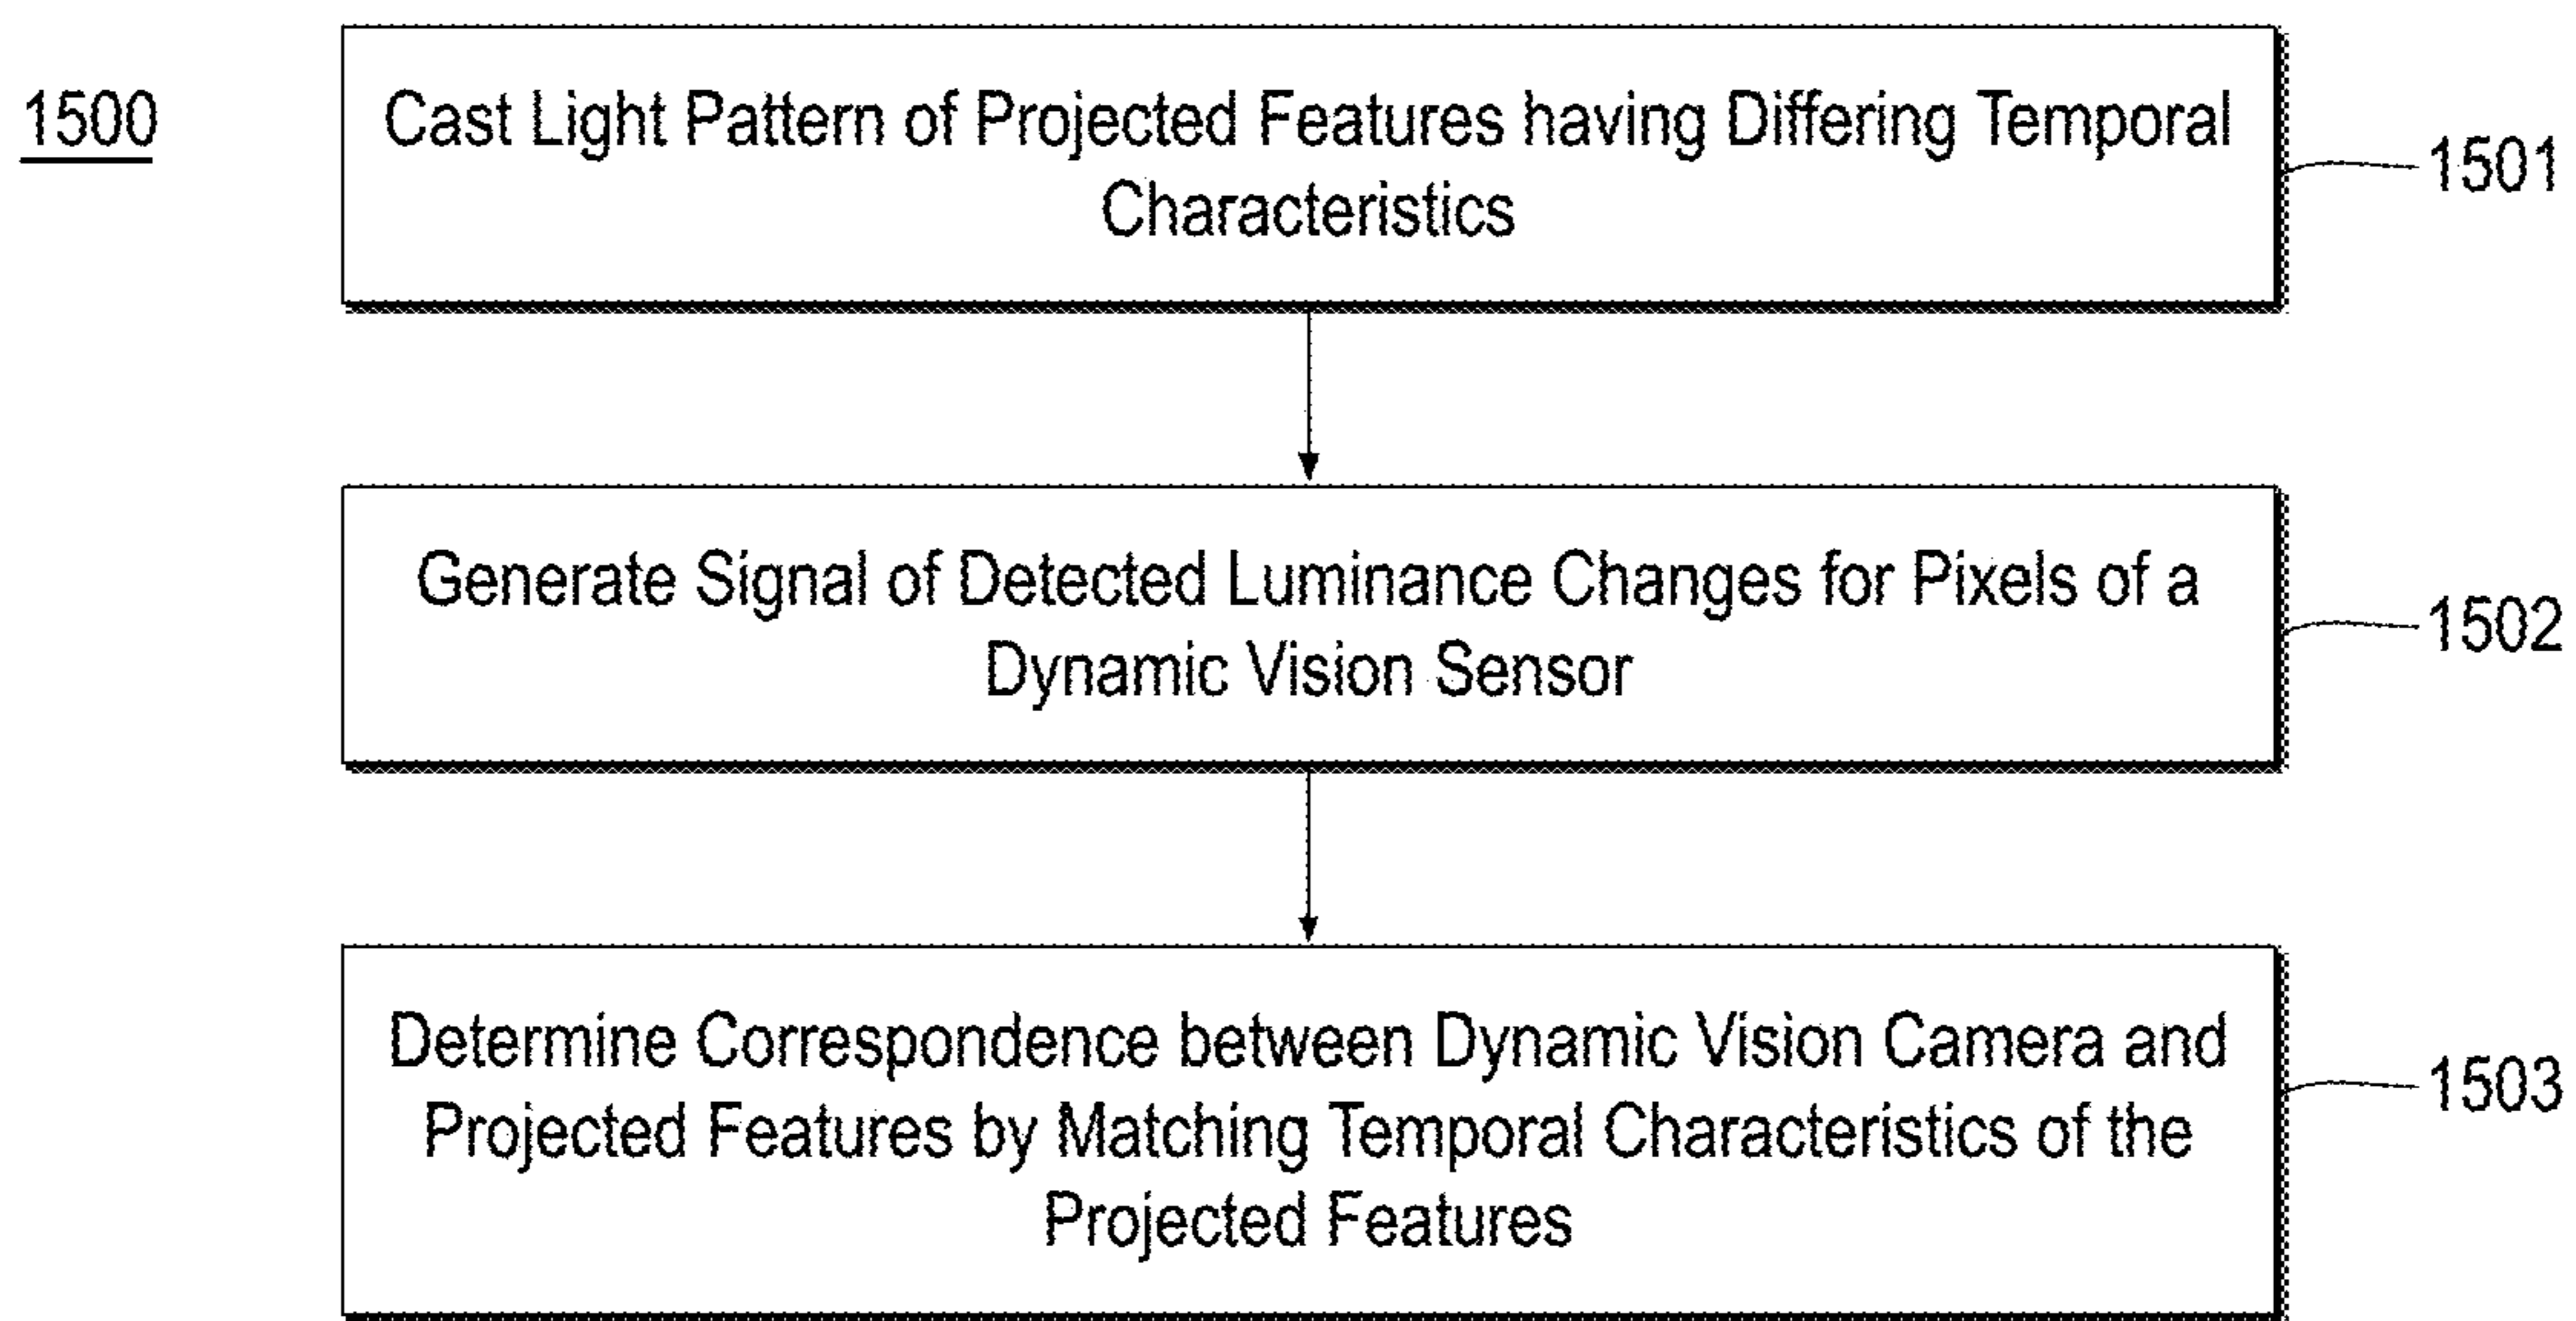 1500
Cast Light Pattern of Projected Features having Differing Temporal
Characteristics
1501
Generate Signal of Detected Luminance Changes for Pixels of a
Dynamic Vision Sensor
1502
Determine Correspondence between Dynamic Vision Camera and
Projected Features by Matching Temporal Characteristics of the
Projected Features
1503